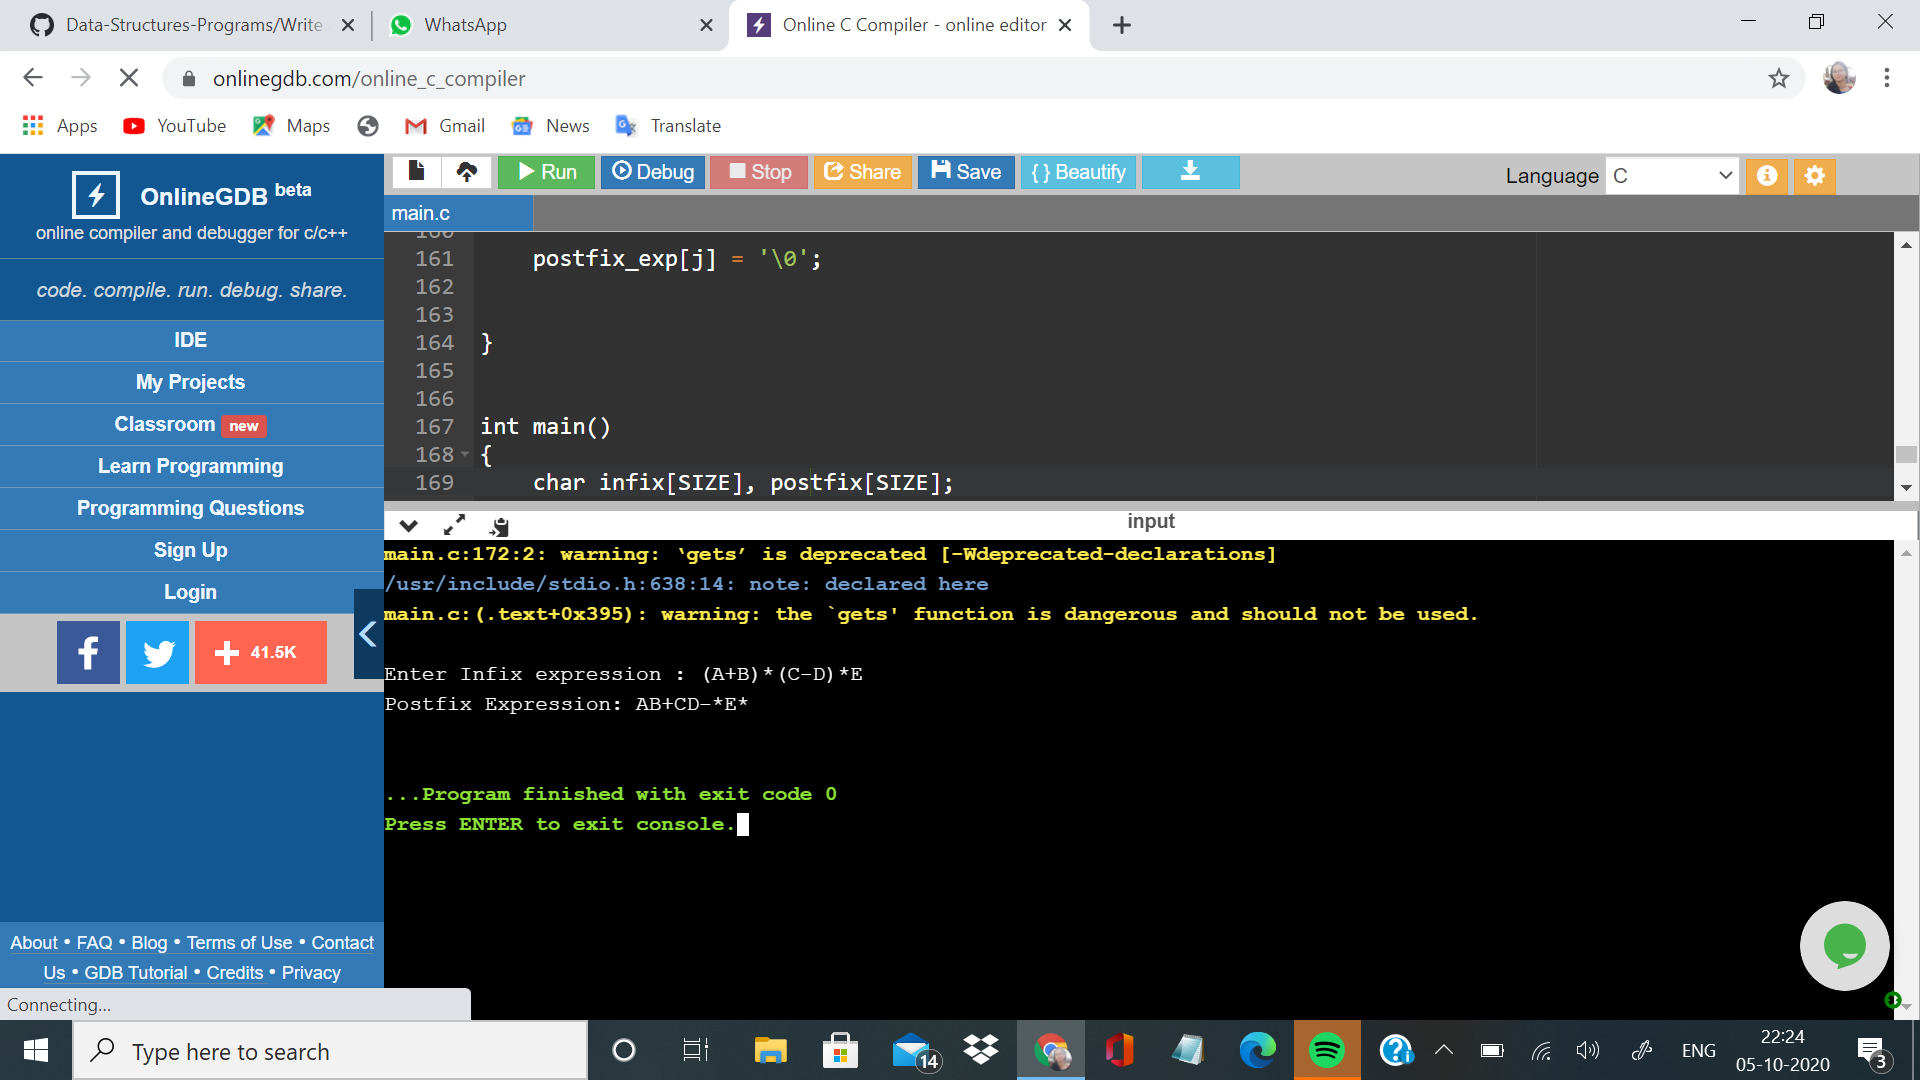 Data-Structures-Programs/Write
WhatsApp
Online C Compiler - online editor
onlinegdb.com/online_c_compiler
Apps
YouTube
Maps
Gmail
News
Translate
OnlineGDB beta
online compiler and debugger for c/c++
code. compile. run. debug. share.
IDE
My Projects
Classroom new
Learn Programming
Programming Questions
Sign Up
Login
41.5K
About • FAQ • Blog • Terms of Use • Contact
Us • GDB Tutorial • Credits • Privacy
Connecting...
Run
Debug
Stop
Share
Save
{ } Beautify
Language C
main.c
160
161 postfix_exp[j] = '\0';
162
163
164 }
165
166
167 int main()
168 {
169 char infix[SIZE], postfix[SIZE];
input
main.c:172:2: warning: ‘gets’ is deprecated [-Wdeprecated-declarations]
/usr/include/stdio.h:638:14: note: declared here
main.c:(.text+0x395): warning: the `gets' function is dangerous and should not be used.
Enter Infix expression : (A+B)*(C-D)*E
Postfix Expression: AB+CD-*E*
...Program finished with exit code 0
Press ENTER to exit console.
Type here to search
14
ENG
22:24
05-10-2020
3